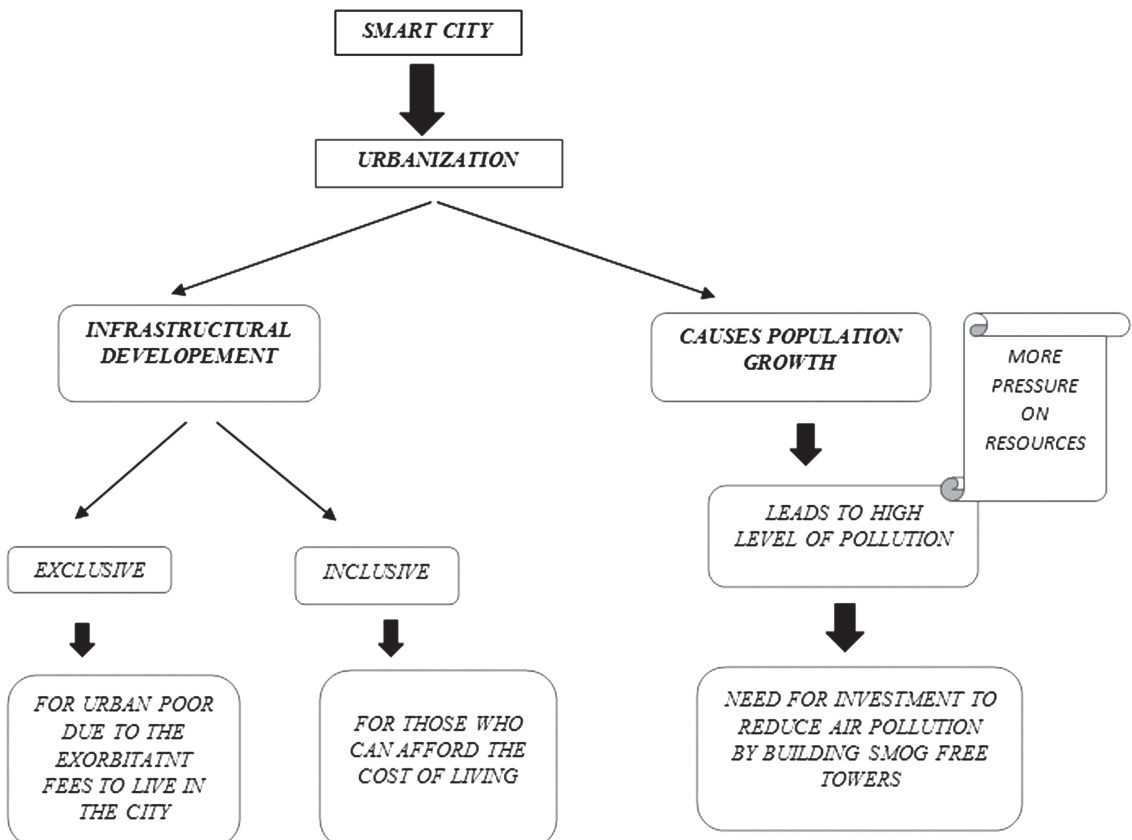 SMART CITY
URBANIZATION
INFRASTRUCTURAL
DEVELOPEMENT
CAUSES POPULATION
GROWTH
MORE
PRESSURE
ON
RESOURCES
LEADS TO HIGH
LEVEL OF POLLUTION
EXCLUSIVE
INCLUSIVE
FOR URBAN POOR
DUE TO THE
EXORBITATNT
FEES TO LIVE IN
THE CITY
FOR THOSE WHO
CAN AFFORD THE
COST OF LIVING
NEED FOR INVESTMENT TO
REDUCE AIR POLLUTION
BY BUILDING SMOG FREE
TOWERS